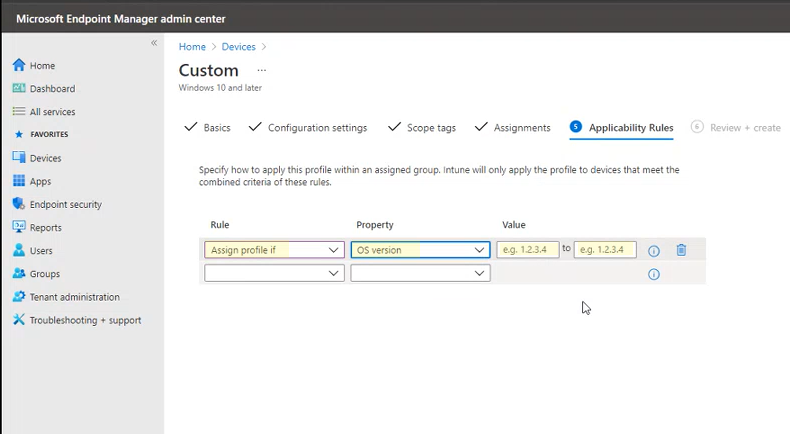 Microsoft Endpoint Manager admin center
«
Home
Dashboard
All services
FAVORITES
Devices
Apps
Endpoint security
Reports
Users
Groups
Tenant administration
Troubleshooting + support
Home > Devices >
Custom ...
Windows 10 and later
Basics Configuration settings Scope tags Assignments 5 Applicability Rules 6 Review + create
Specify how to apply this profile within an assigned group. Intune will only apply the profile to devices that meet the
combined criteria of these rules.
Rule Property Value
Assign profile if OS version e.g. 1.2.3.4 to e.g. 1.2.3.4